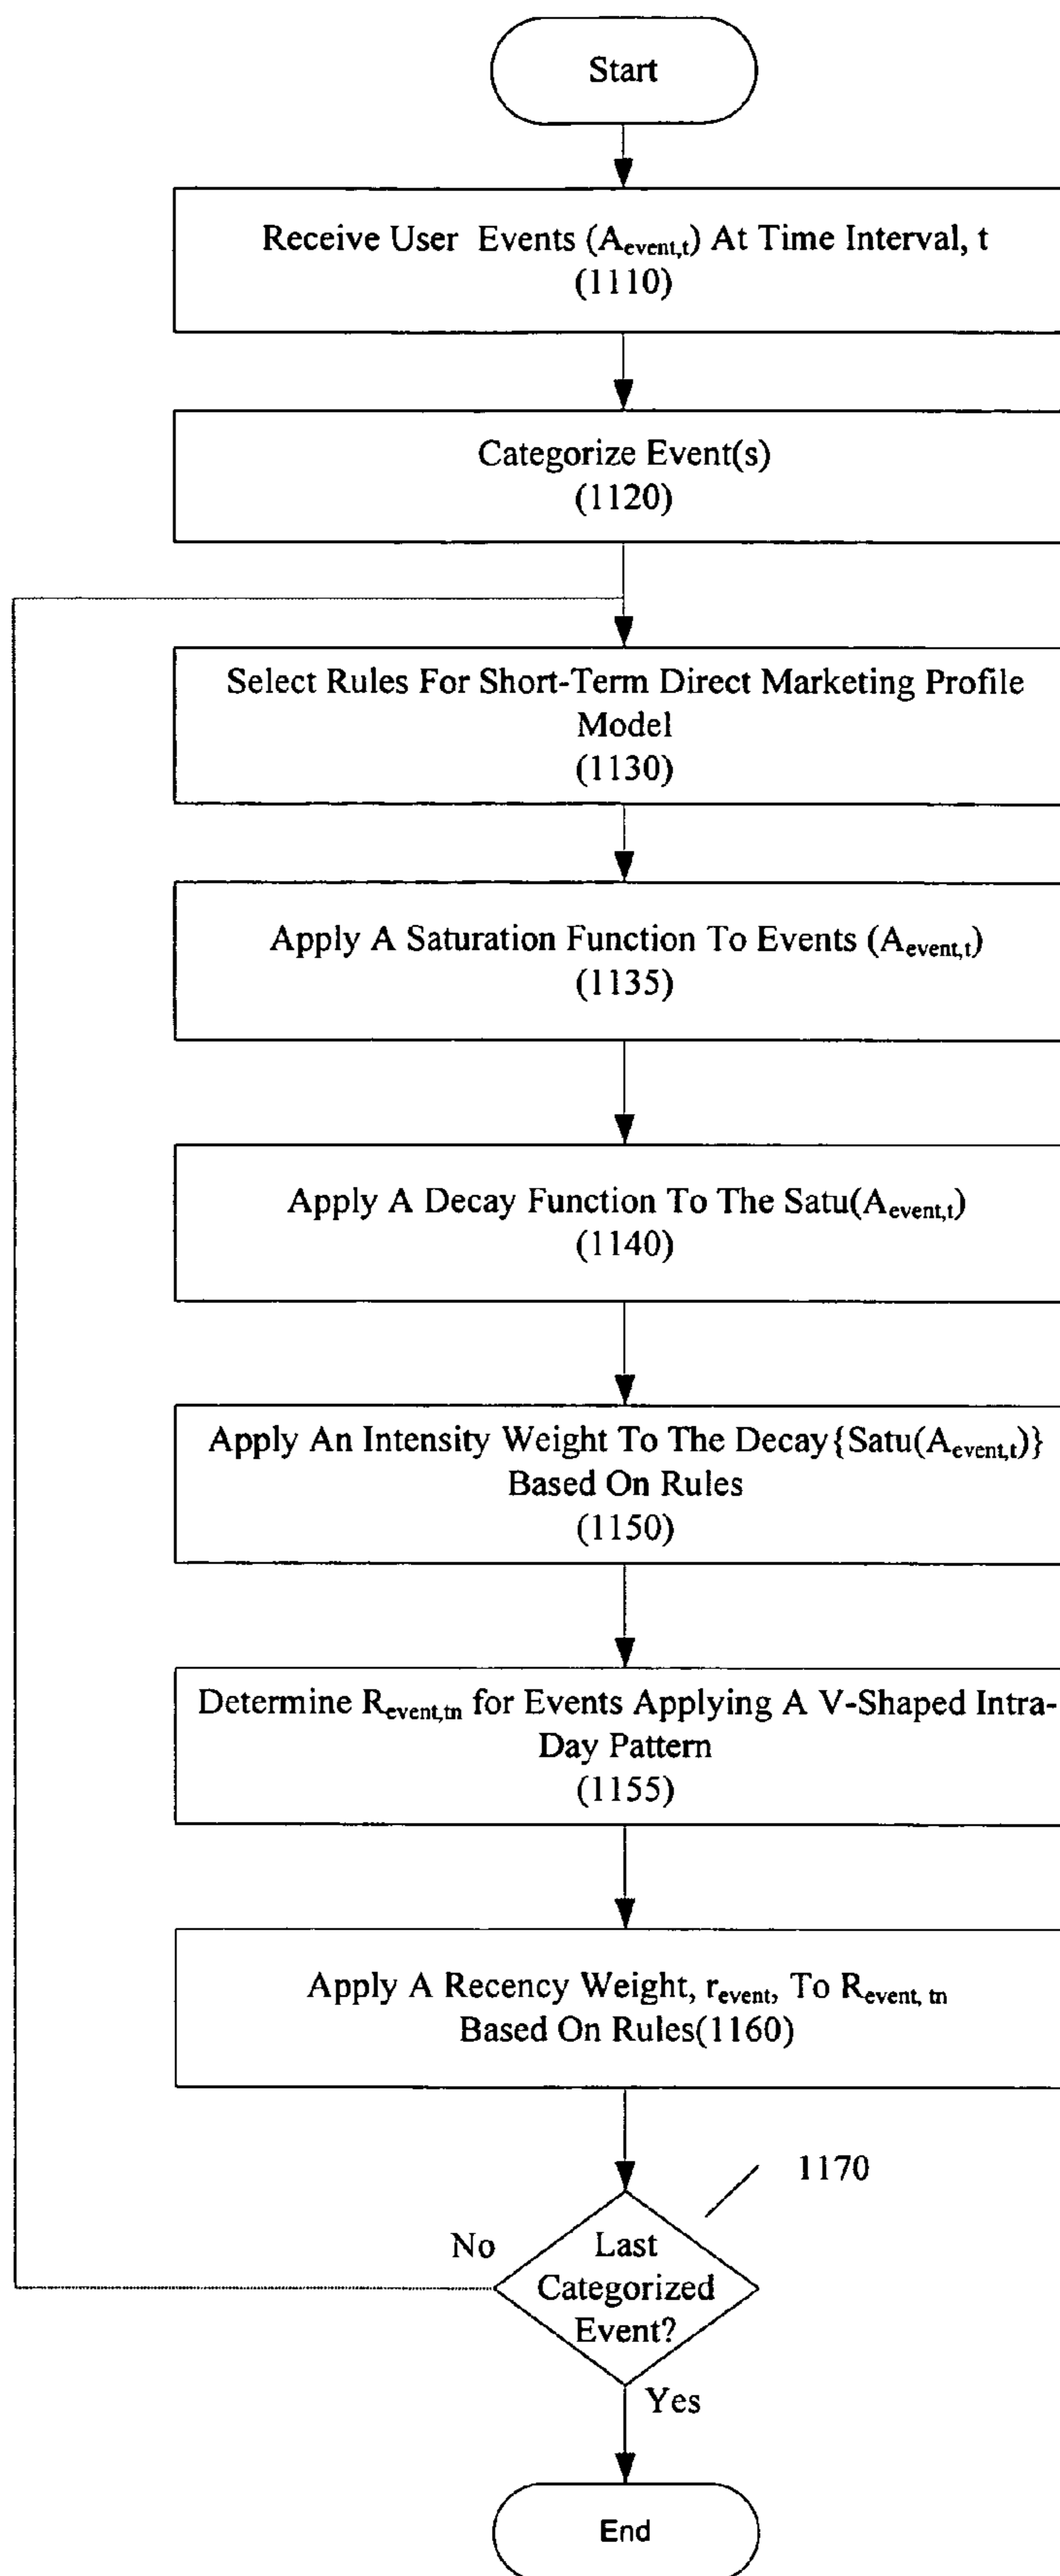 Start
Receive User Events (Aevent,t) At Time Interval, t
(1110)
Categorize Event(s)
(1120)
Select Rules For Short-Term Direct Marketing Profile
Model
(1130)
Apply A Saturation Function To Events (Aevent,t)
(1135)
Apply A Decay Function To The Satu(Aevent,t)
(1140)
Apply An Intensity Weight To The Decay{Satu(Aevent,t)}
Based On Rules
(1150)
Determine Revent,tn for Events Applying A V-Shaped Intra-
Day Pattern
(1155)
Apply A Recency Weight, revent, To Revent, tn
Based On Rules(1160)
1170
No
Last
Categorized
Event?
Yes
End